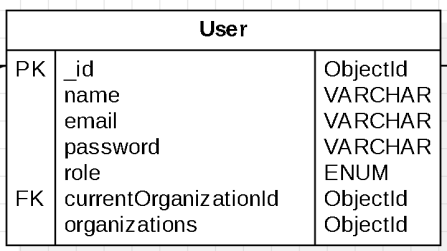 User
PK _id ObjectId
name VARCHAR
email VARCHAR
password VARCHAR
role ENUM
FK currentOrganizationId ObjectId
organizations ObjectId